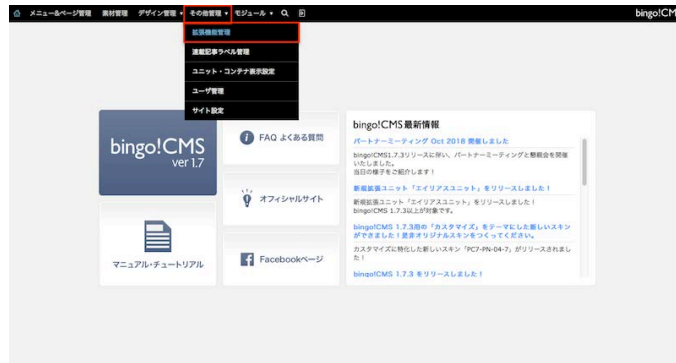 メニュー&ページ管理 素材管理 デザイン管理 ▾ その他管理 ▾ モジュール ▾
bingo!CM
拡張機能管理
連載記事ラベル管理
ユニット・コンテナ表示設定
ユーザ管理
サイト設定
bingo!CMS
ver 1.7
FAQ よくある質問
オフィシャルサイト
マニュアル・チュートリアル
Facebookページ
bingo!CMS最新情報
パートナーミーティング Oct 2018 開催しました
bingo!CMS1.7.3リリースに伴い、パートナーミーティングと懇親会を開催
いたしました。
当日の様子をご紹介します！
新規拡張ユニット「エイリアスユニット」をリリースしました！
新規拡張ユニット「エイリアスユニット」をリリースしました！
bingo!CMS 1.7.3以上が対象です。
bingo!CMS 1.7.3用の「カスタマイズ」をテーマにした新しいスキン
ができました！是非オリジナルスキンをつくってください。
カスタマイズに特化した新しいスキン「PC7-PN-04-7」がリリースされまし
た！
bingo!CMS 1.7.3 をリリースしました！